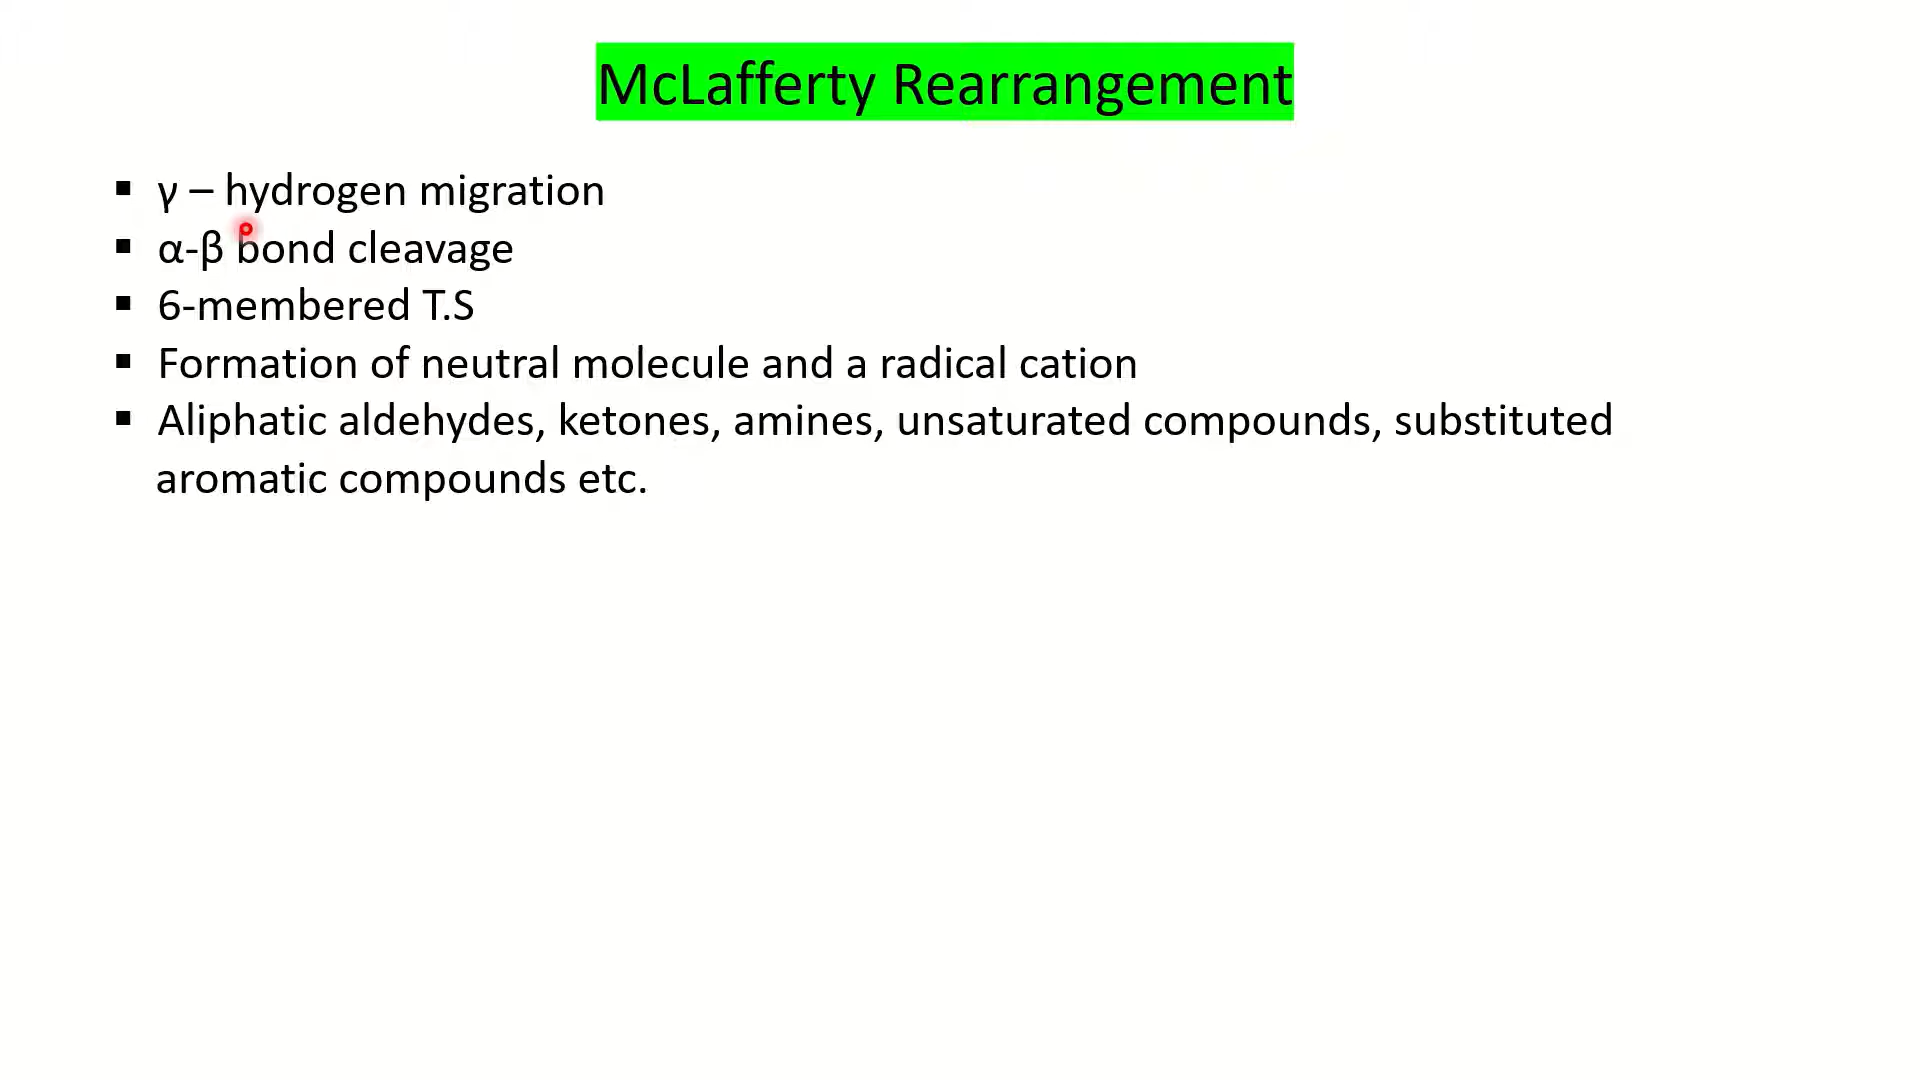 McLafferty Rearrangement
▪ γ – hydrogen migration
▪ α-β bond cleavage
▪ 6-membered T.S
▪ Formation of neutral molecule and a radical cation
▪ Aliphatic aldehydes, ketones, amines, unsaturated compounds, substituted
aromatic compounds etc.